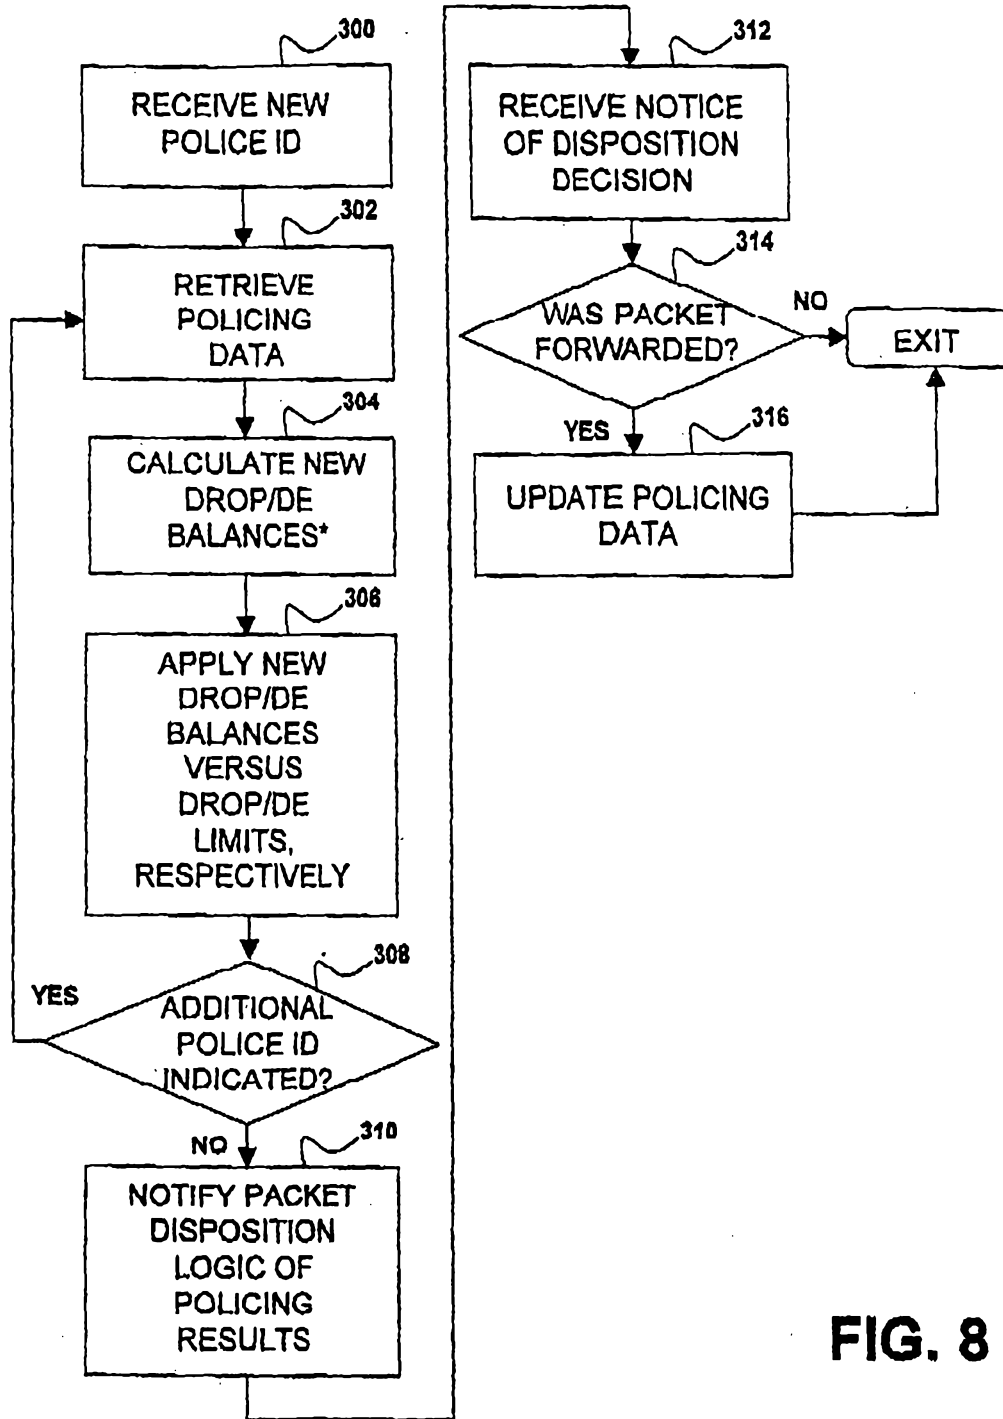 300
RECEIVE NEW
POLICE ID
302
RETRIEVE
POLICING
DATA
304
CALCULATE NEW
DROP/DE
BALANCES*
306
APPLY NEW
DROP/DE
BALANCES
VERSUS
DROP/DE
LIMITS,
RESPECTIVELY
308
YES
ADDITIONAL
POLICE ID
INDICATED?
NO
310
NOTIFY PACKET
DISPOSITION
LOGIC OF
POLICING
RESULTS
312
RECEIVE NOTICE
OF DISPOSITION
DECISION
314
WAS PACKET
FORWARDED?
NO
EXIT
YES
316
UPDATE POLICING
DATA
FIG. 8